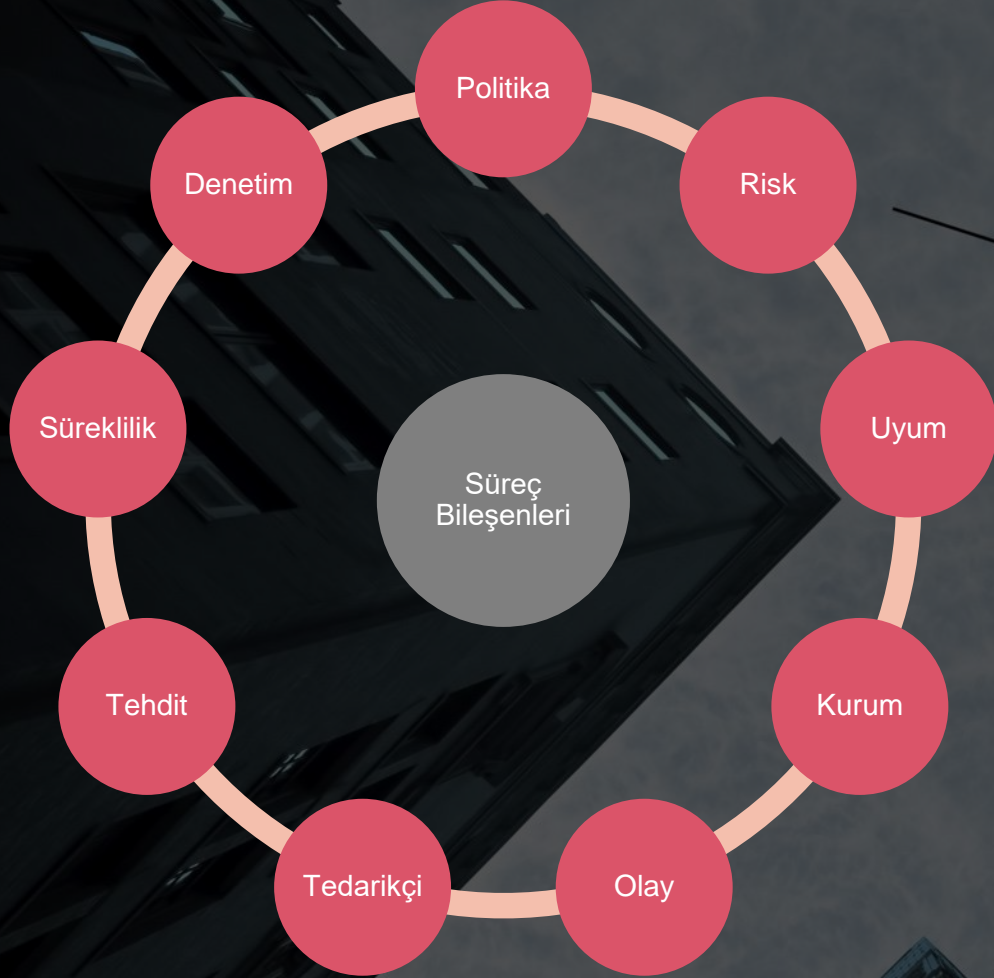 Politika
Denetim
Risk
Süreklilik
Uyum
Süreç
Bileşenleri
Tehdit
Kurum
Tedarikçi
Olay